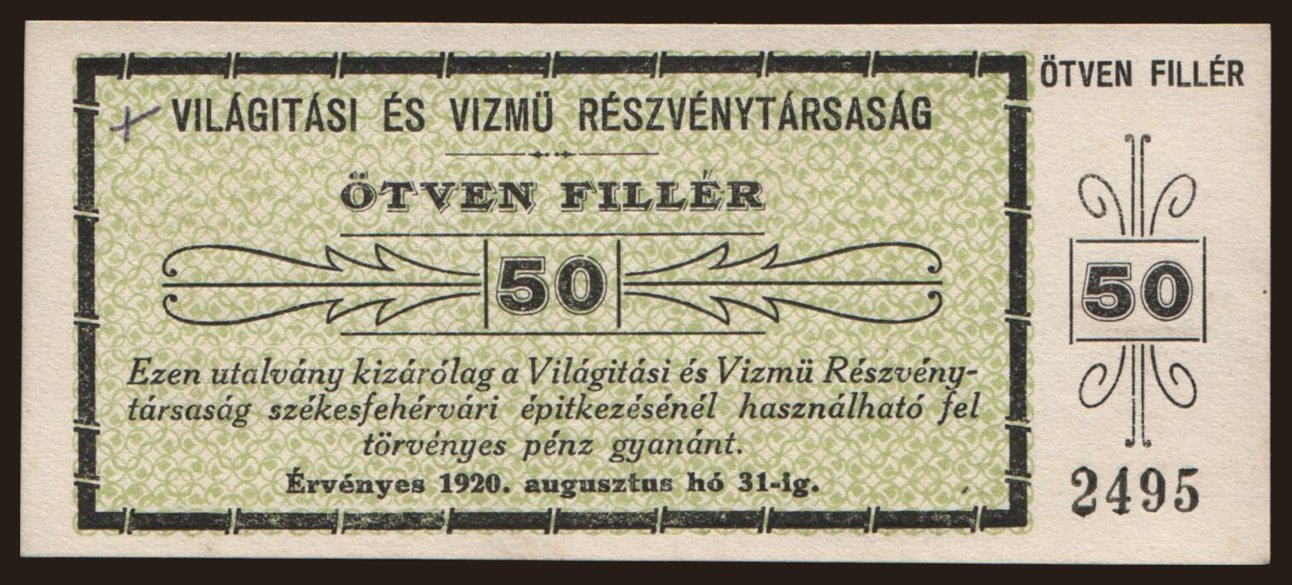 VILÁGITÁSI ÉS VIZMÜ RÉSZVÉNYTÁRSASÁG
ÖTVEN FILLÉR
50
Ezen utalvány kizárólag a Világitási és Vizmü Részvény-
társaság székesfehérvári épitkezésénél használható fel
törvényes pénz gyanánt.
Érvényes 1920. augusztus hó 31-ig.
ÖTVEN FILLÉR
50
2495